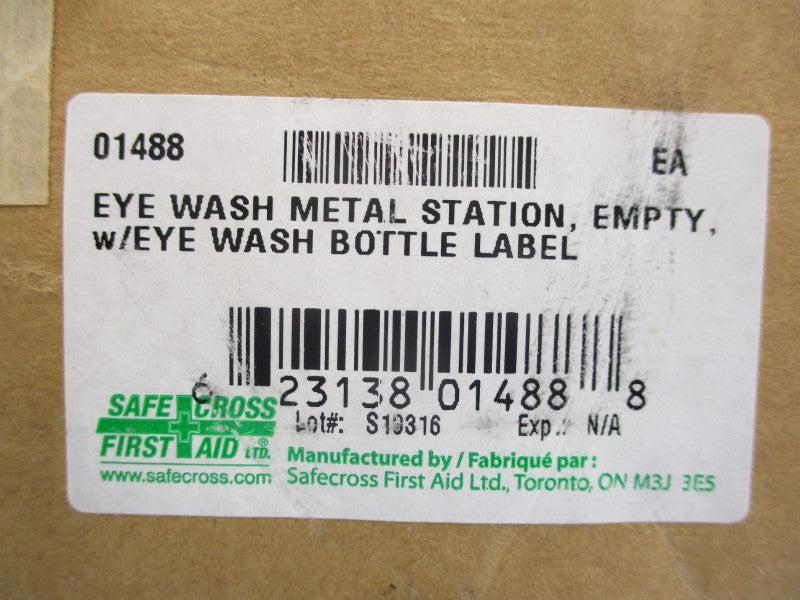 01488 EA
EYE WASH METAL STATION, EMPTY,
w/EYE WASH BOTTLE LABEL
6 23138 01488 8
Lot#: S19316 Exp.: N/A
SAFE CROSS
FIRST AID LTD.®
www.safecross.com
Manufactured by / Fabriqué par :
Safecross First Aid Ltd., Toronto, ON M3J 3E5